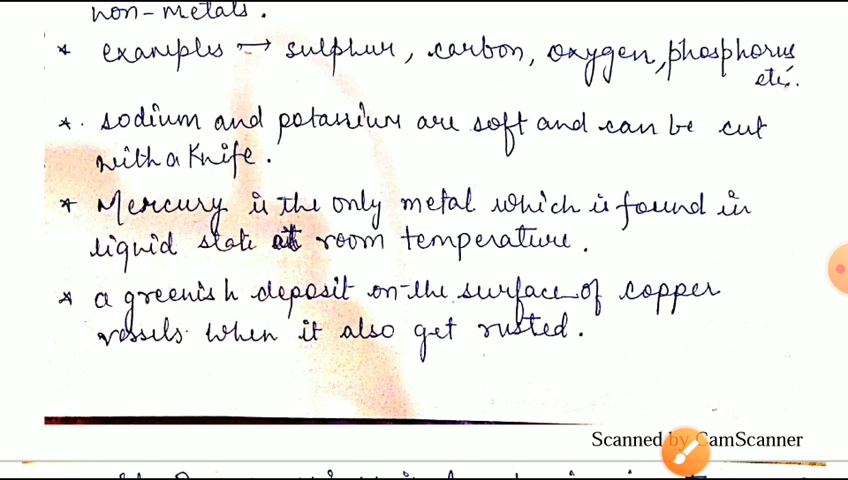 non-metals.
* examples → sulphur, carbon, oxygen, phosphorus
etc.
* sodium and potassium are soft and can be cut
with a Knife.
* Mercury is the only metal which is found in
liquid state at room temperature.
* a greenish deposit on the surface of copper
vessels when it also get rusted.
Scanned by CamScanner